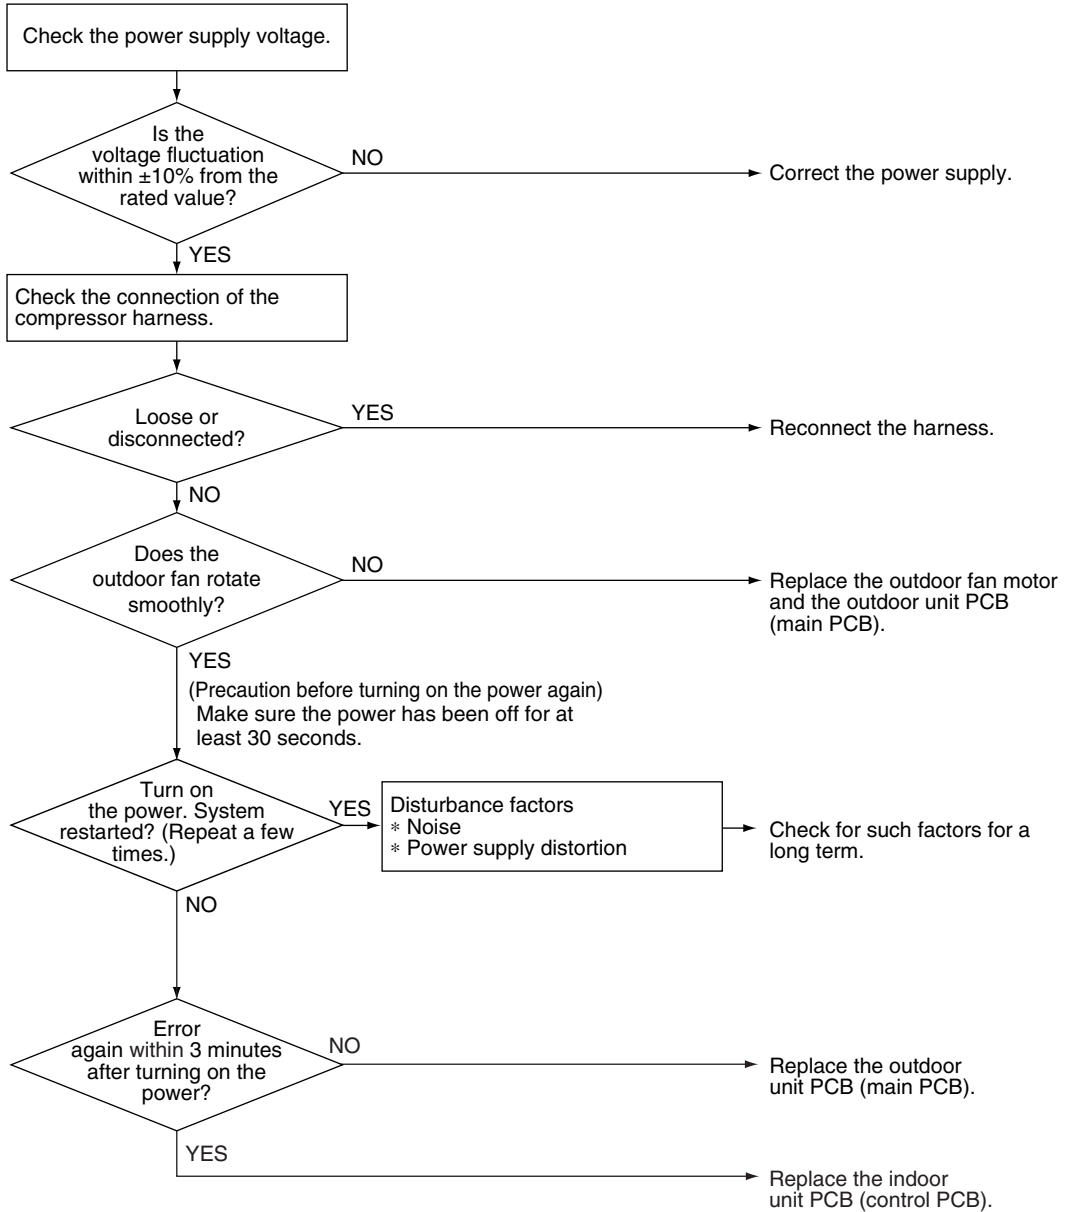 Check the power supply voltage.
Is the
voltage fluctuation
within ±10% from the
rated value?
NO
Correct the power supply.
YES
Check the connection of the
compressor harness.
Loose or
disconnected?
YES
Reconnect the harness.
NO
Does the
outdoor fan rotate
smoothly?
NO
Replace the outdoor fan motor
and the outdoor unit PCB
(main PCB).
YES
(Precaution before turning on the power again)
Make sure the power has been off for at
least 30 seconds.
Turn on
the power. System
restarted? (Repeat a few
times.)
YES
Disturbance factors
* Noise
* Power supply distortion
Check for such factors for a
long term.
NO
Error
again within 3 minutes
after turning on the
power?
NO
Replace the outdoor
unit PCB (main PCB).
YES
Replace the indoor
unit PCB (control PCB).